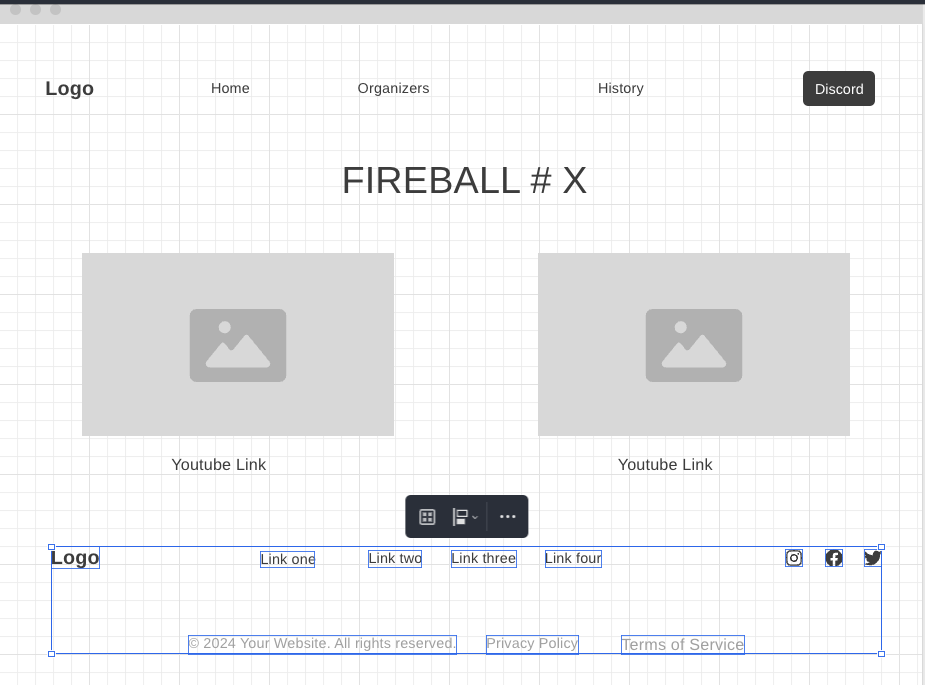 Logo Home Organizers History Discord
FIREBALL # X
Youtube Link Youtube Link
Logo Link one Link two Link three Link four
© 2024 Your Website. All rights reserved. Privacy Policy Terms of Service